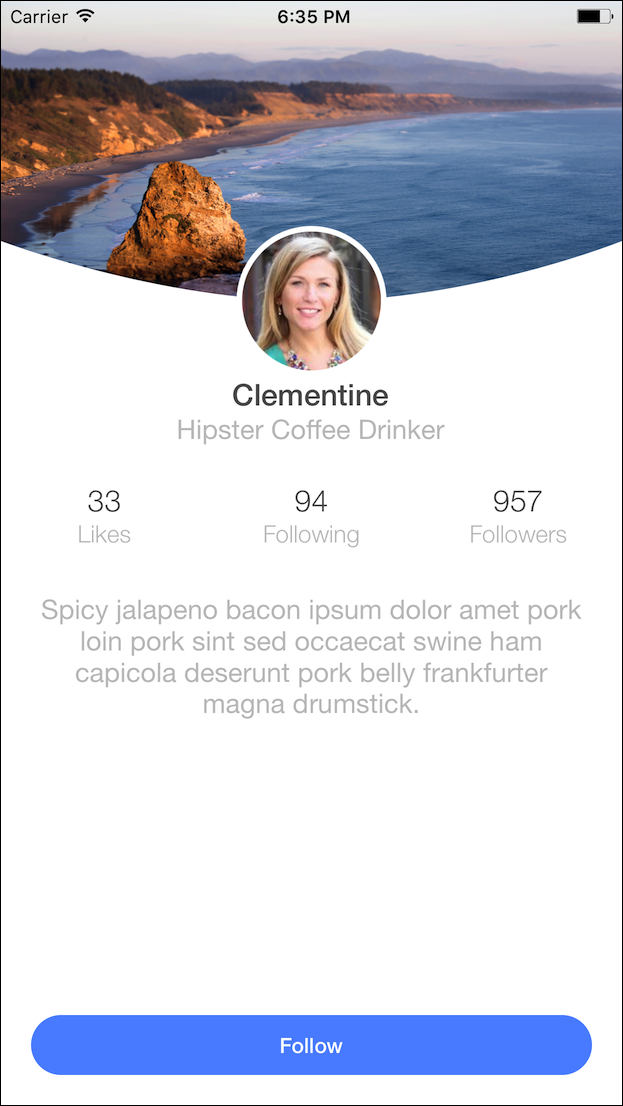 Carrier 6:35 PM
Clementine
Hipster Coffee Drinker
33 94 957
Likes Following Followers
Spicy jalapeno bacon ipsum dolor amet pork
loin pork sint sed occaecat swine ham
capicola deserunt pork belly frankfurter
magna drumstick.
Follow